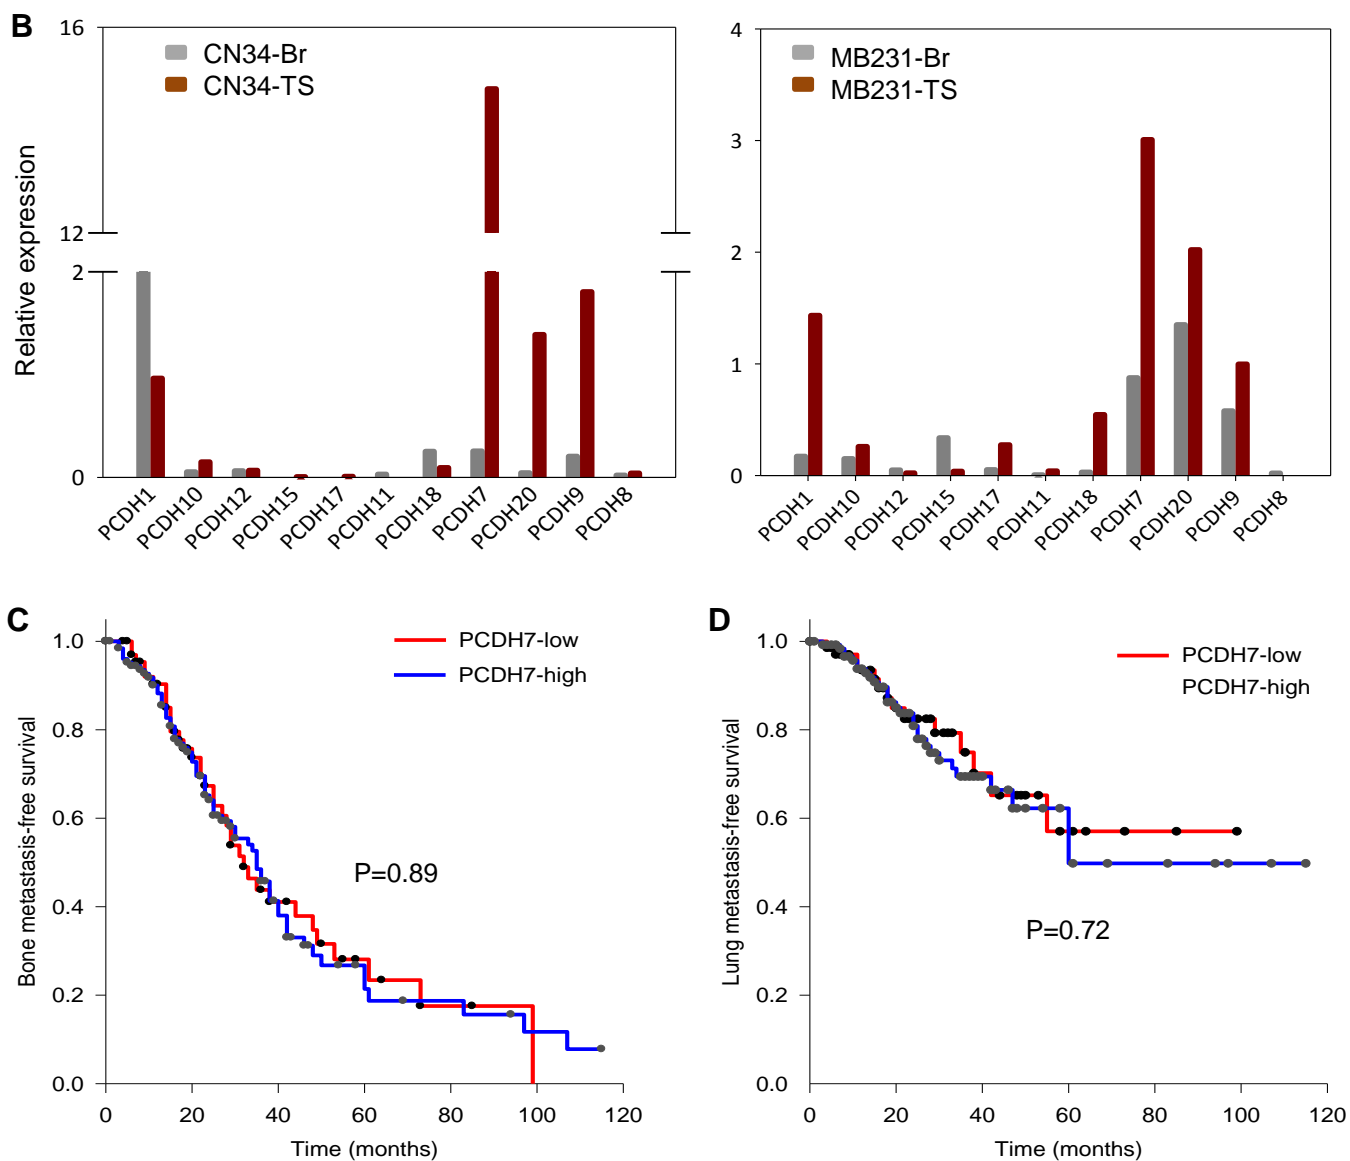 B
16
CN34-Br
CN34-TS
12
2
0
Relative expression
PCDH1
PCDH10
PCDH12
PCDH15
PCDH17
PCDH11
PCDH18
PCDH7
PCDH20
PCDH9
PCDH8
4
MB231-Br
MB231-TS
3
2
1
0
PCDH1
PCDH10
PCDH12
PCDH15
PCDH17
PCDH11
PCDH18
PCDH7
PCDH20
PCDH9
PCDH8
C
1.0
0.8
0.6
0.4
0.2
0.0
Bone metastasis-free survival
PCDH7-low
PCDH7-high
P=0.89
0 20 40 60 80 100 120
Time (months)
D
1.0
0.8
0.6
0.4
0.2
0.0
Lung metastasis-free survival
PCDH7-low
PCDH7-high
P=0.72
0 20 40 60 80 100 120
Time (months)